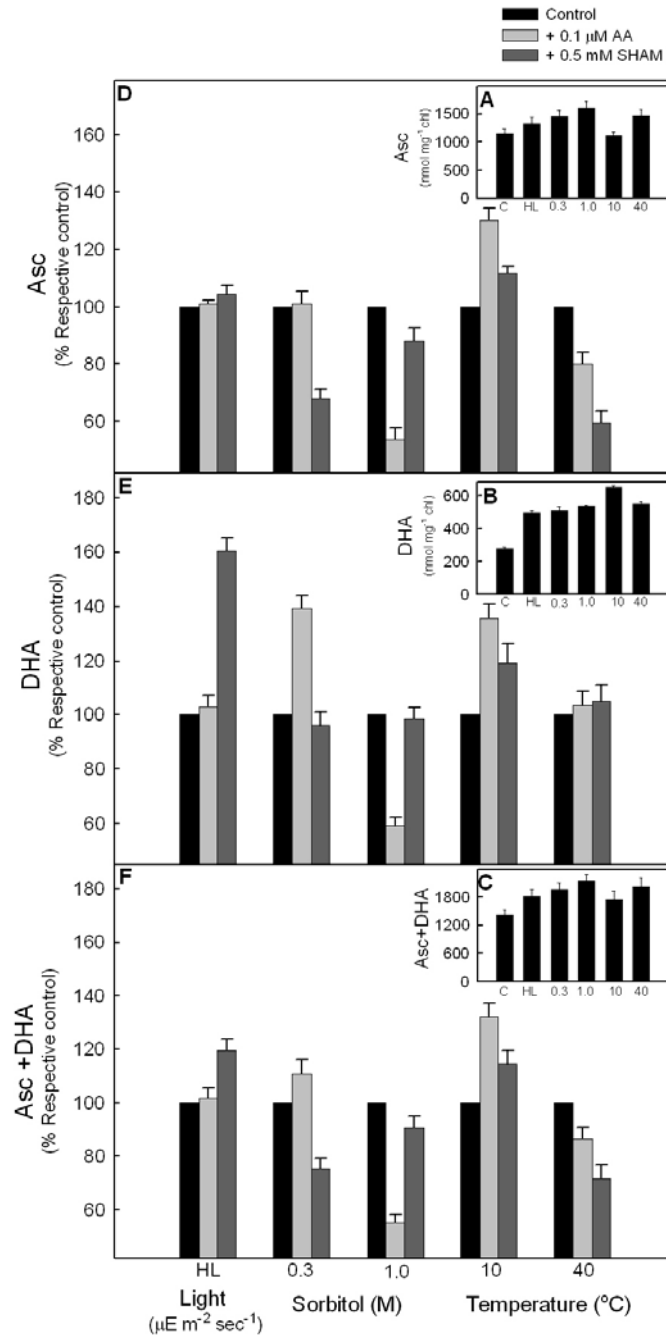 Control
+ 0.1 µM AA
+ 0.5 mM SHAM
D
160
140
120
100
80
60
Asc
(% Respective control)
A
1500
1000
500
0
Asc
(nmol mg⁻¹ chl)
C HL 0.3 1.0 10 40
E
180
160
140
120
100
80
60
DHA
(% Respective control)
B
600
400
200
0
DHA
(nmol mg⁻¹ chl)
C HL 0.3 1.0 10 40
F
180
160
140
120
100
80
60
Asc +DHA
(% Respective control)
C
1800
1200
600
0
Asc+DHA
C HL 0.3 1.0 10 40
HL 0.3 1.0 10 40
Light Sorbitol (M) Temperature (°C)
(µE m⁻² sec⁻¹)